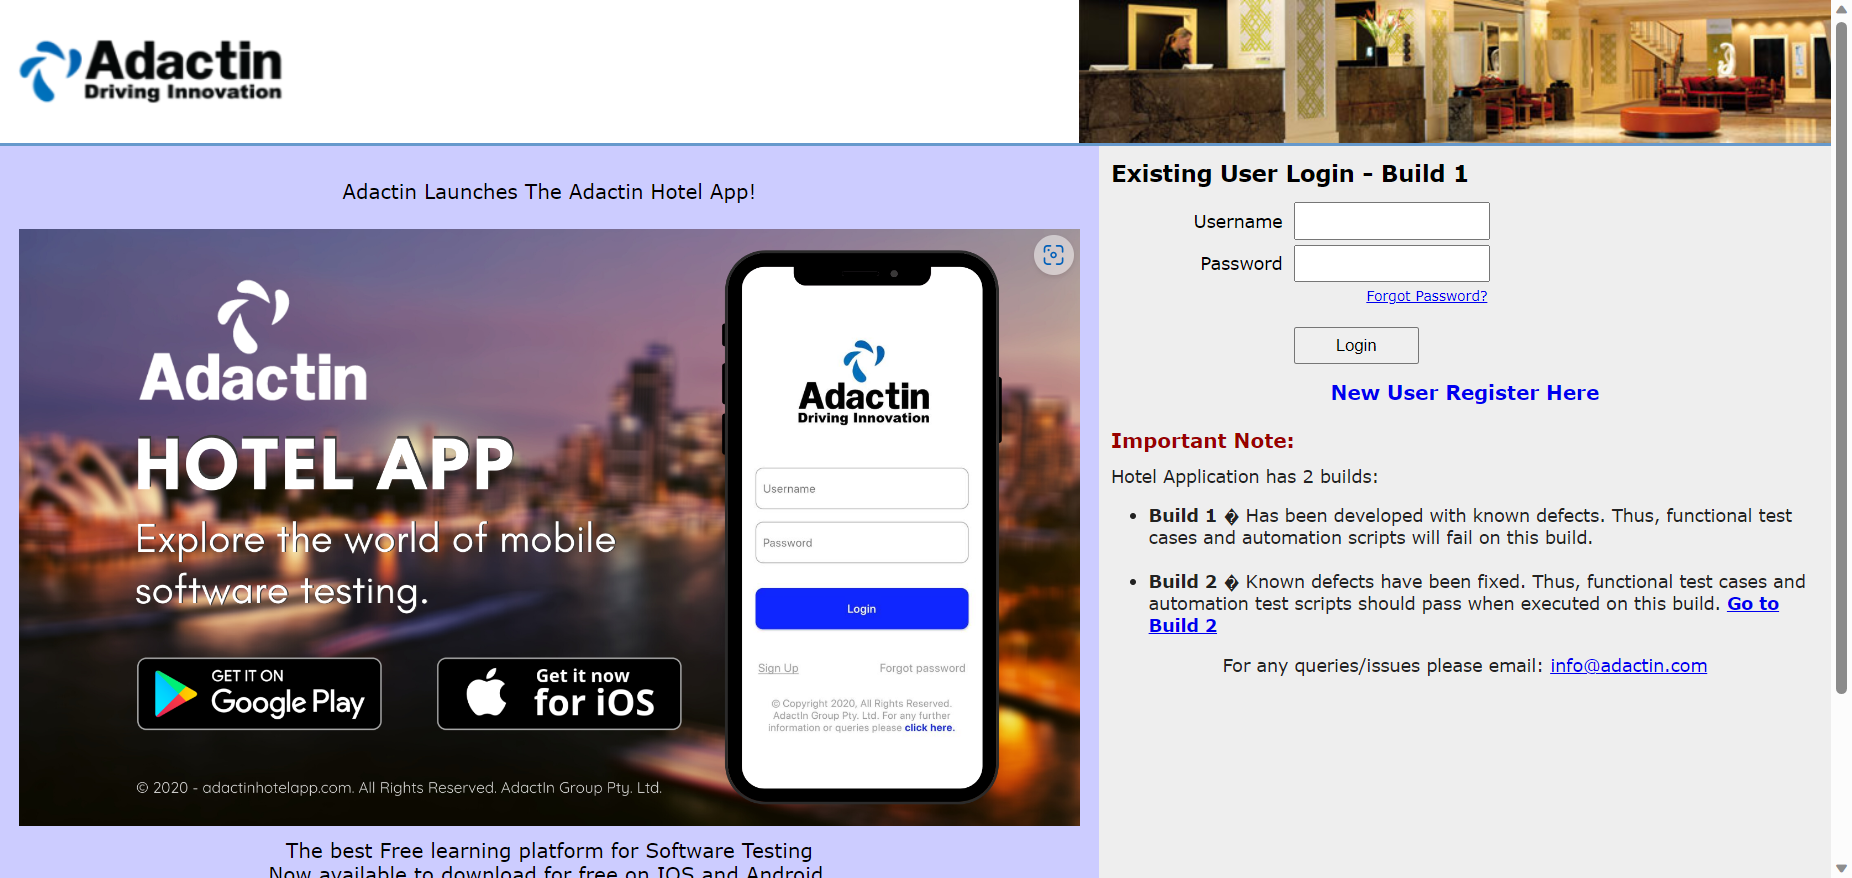 Adactin
Driving Innovation
Adactin Launches The Adactin Hotel App!
Adactin
HOTEL APP
Explore the world of mobile
software testing.
GET IT ON
Google Play
Get it now
for iOS
© 2020 - adactinhotelapp.com. All Rights Reserved. AdactIn Group Pty. Ltd.
Adactin
Driving Innovation
Username
Password
Login
Sign Up
Forgot password
© Copyright 2020, All Rights Reserved.
AdactIn Group Pty. Ltd. For any further
information or queries please click here.
The best Free learning platform for Software Testing
Now available to download for free on IOS and Android
Existing User Login - Build 1
Username
Password
Forgot Password?
Login
New User Register Here
Important Note:
Hotel Application has 2 builds:
• Build 1 � Has been developed with known defects. Thus, functional test
cases and automation scripts will fail on this build.
• Build 2 � Known defects have been fixed. Thus, functional test cases and
automation test scripts should pass when executed on this build. Go to
Build 2
For any queries/issues please email: info@adactin.com